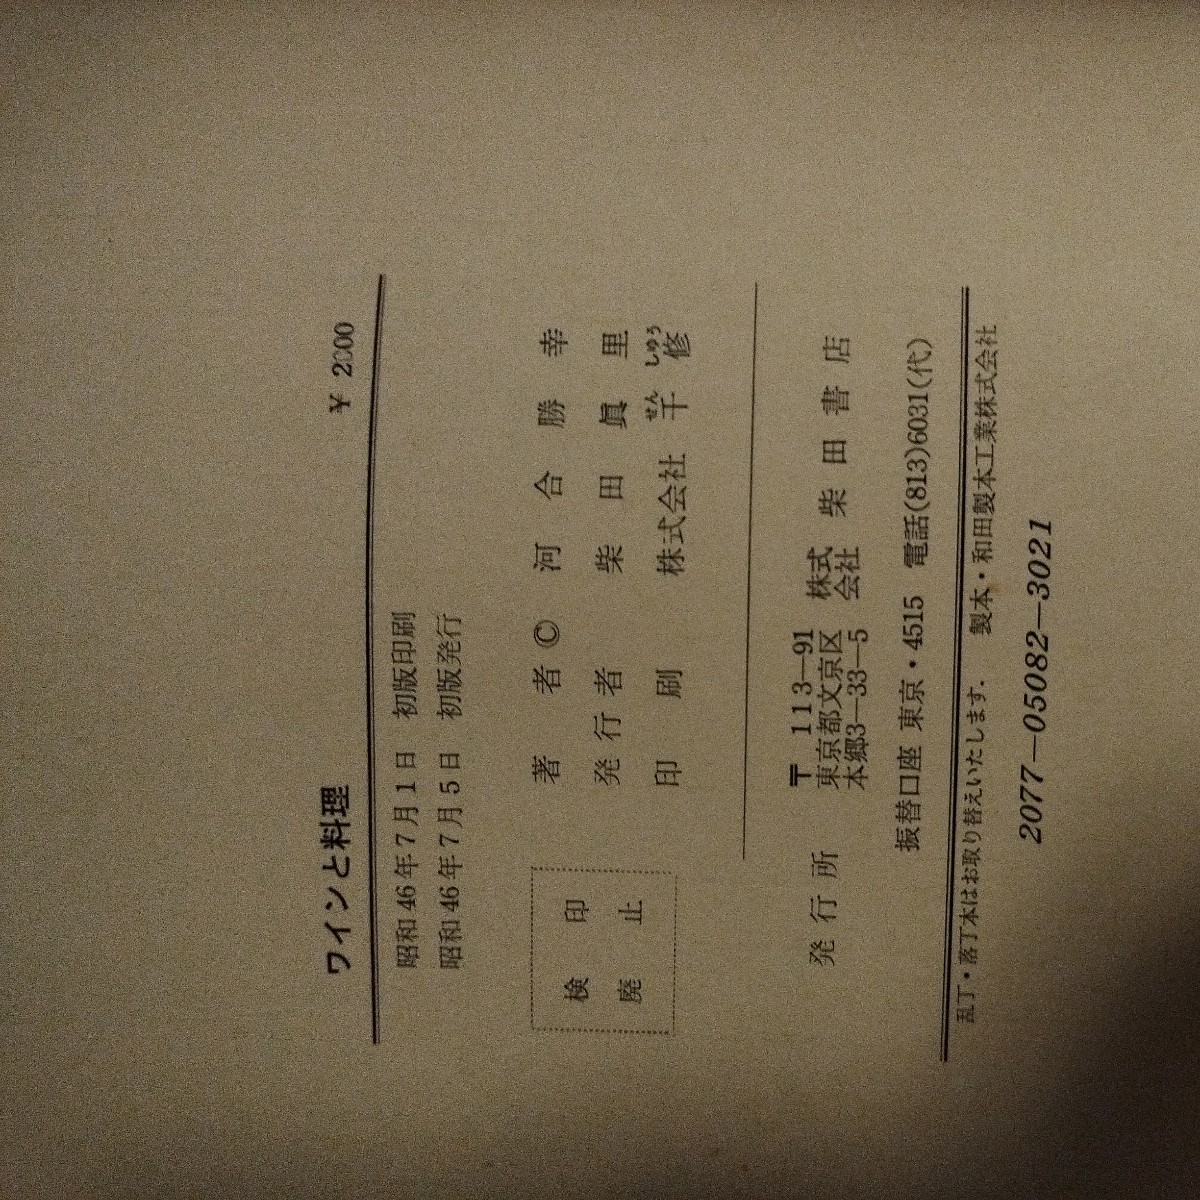 ワインと料理 ¥ 2000
昭和46年7月1日 初版印刷
昭和46年7月5日 初版発行
検印
廃止
著者 © 河合勝幸
発行者 柴田眞里
印刷 株式会社 千修
せん しゅう
発行所 〒113—91
東京都文京区
本郷3—33—5
株式会社 柴田書店
振替口座 東京・4515 電話(813)6031(代)
乱丁・落丁本はお取り替えいたします. 製本・和田製本工業株式会社
2077—05082—3021